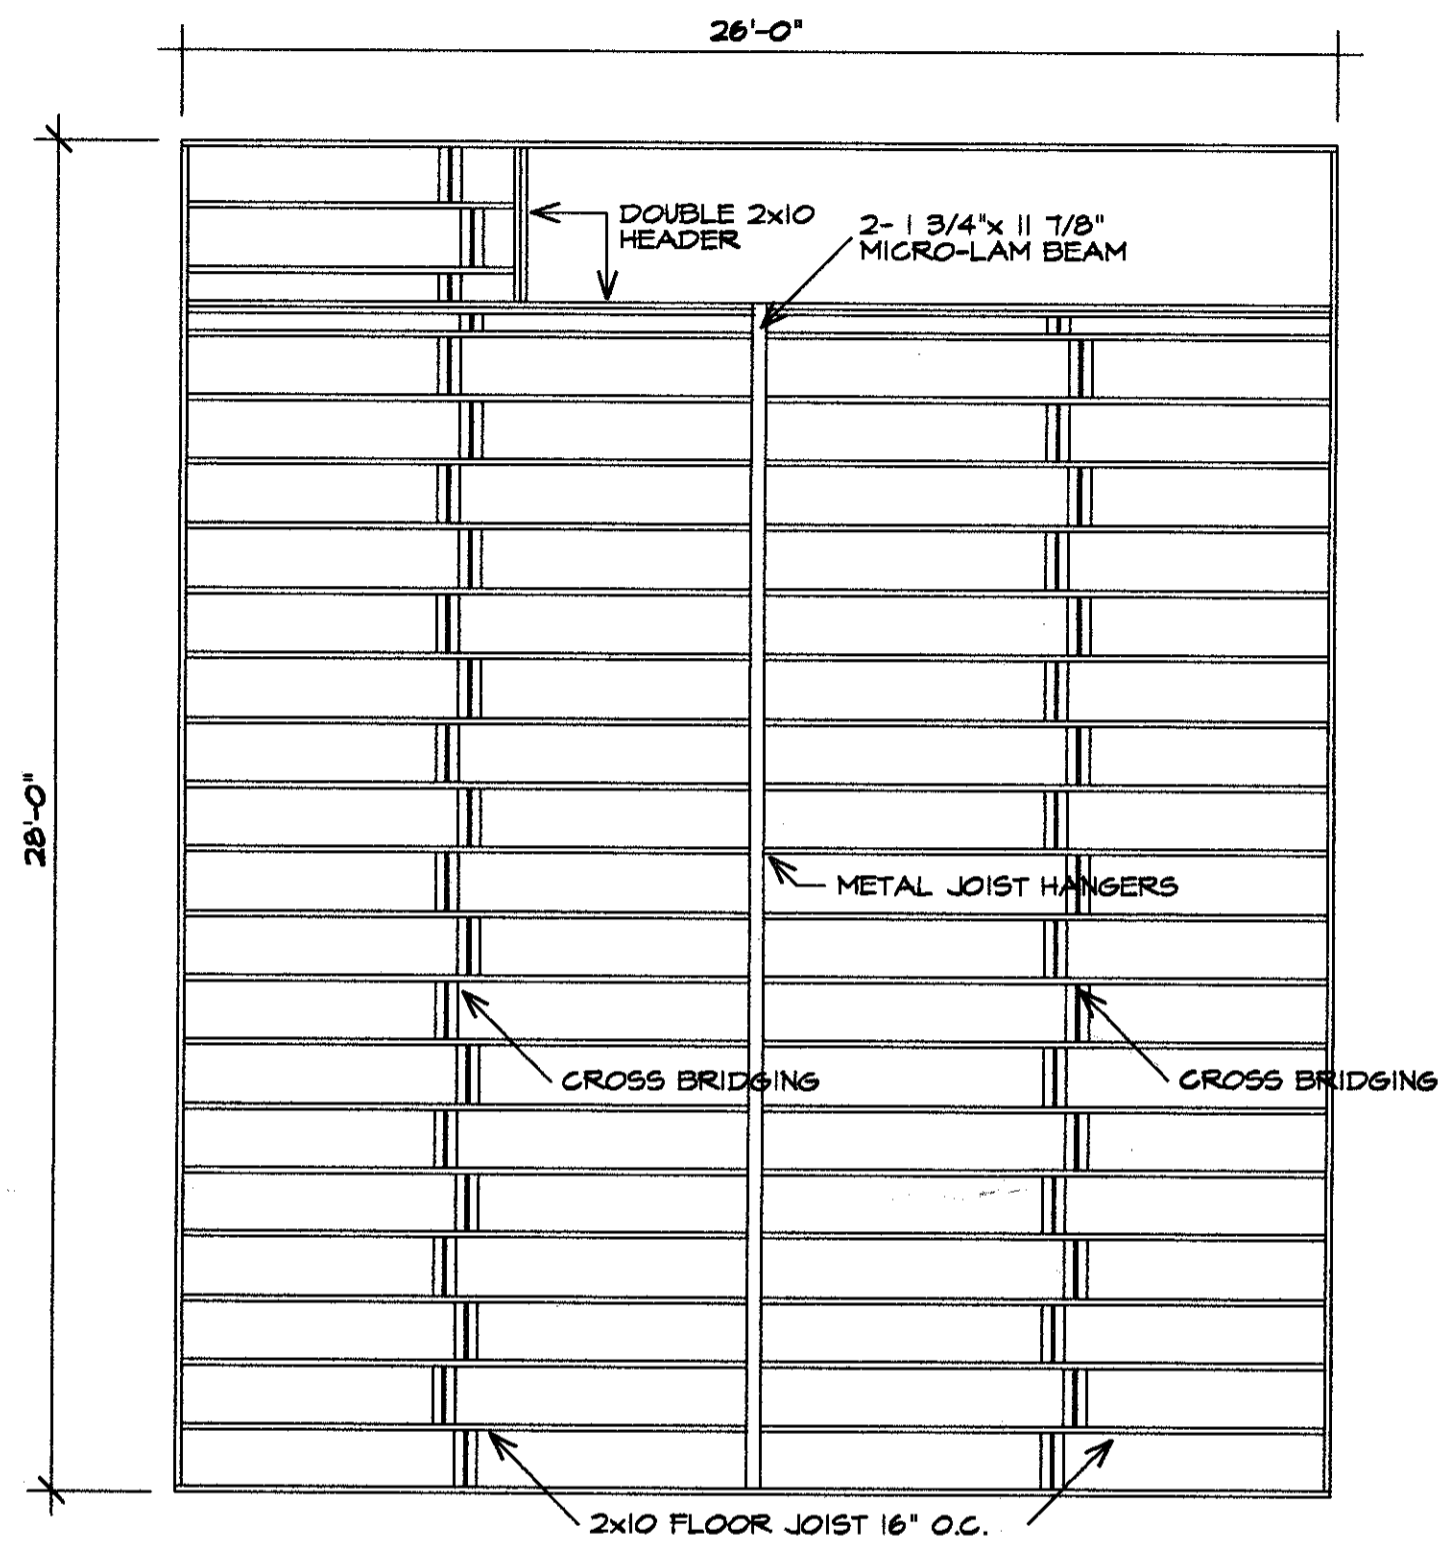 26'-0"
DOUBLE 2x10
HEADER
2- 1 3/4"x 11 7/8"
MICRO-LAM BEAM
28'-0"
METAL JOIST HANGERS
CROSS BRIDGING
CROSS BRIDGING
2x10 FLOOR JOIST 16" O.C.